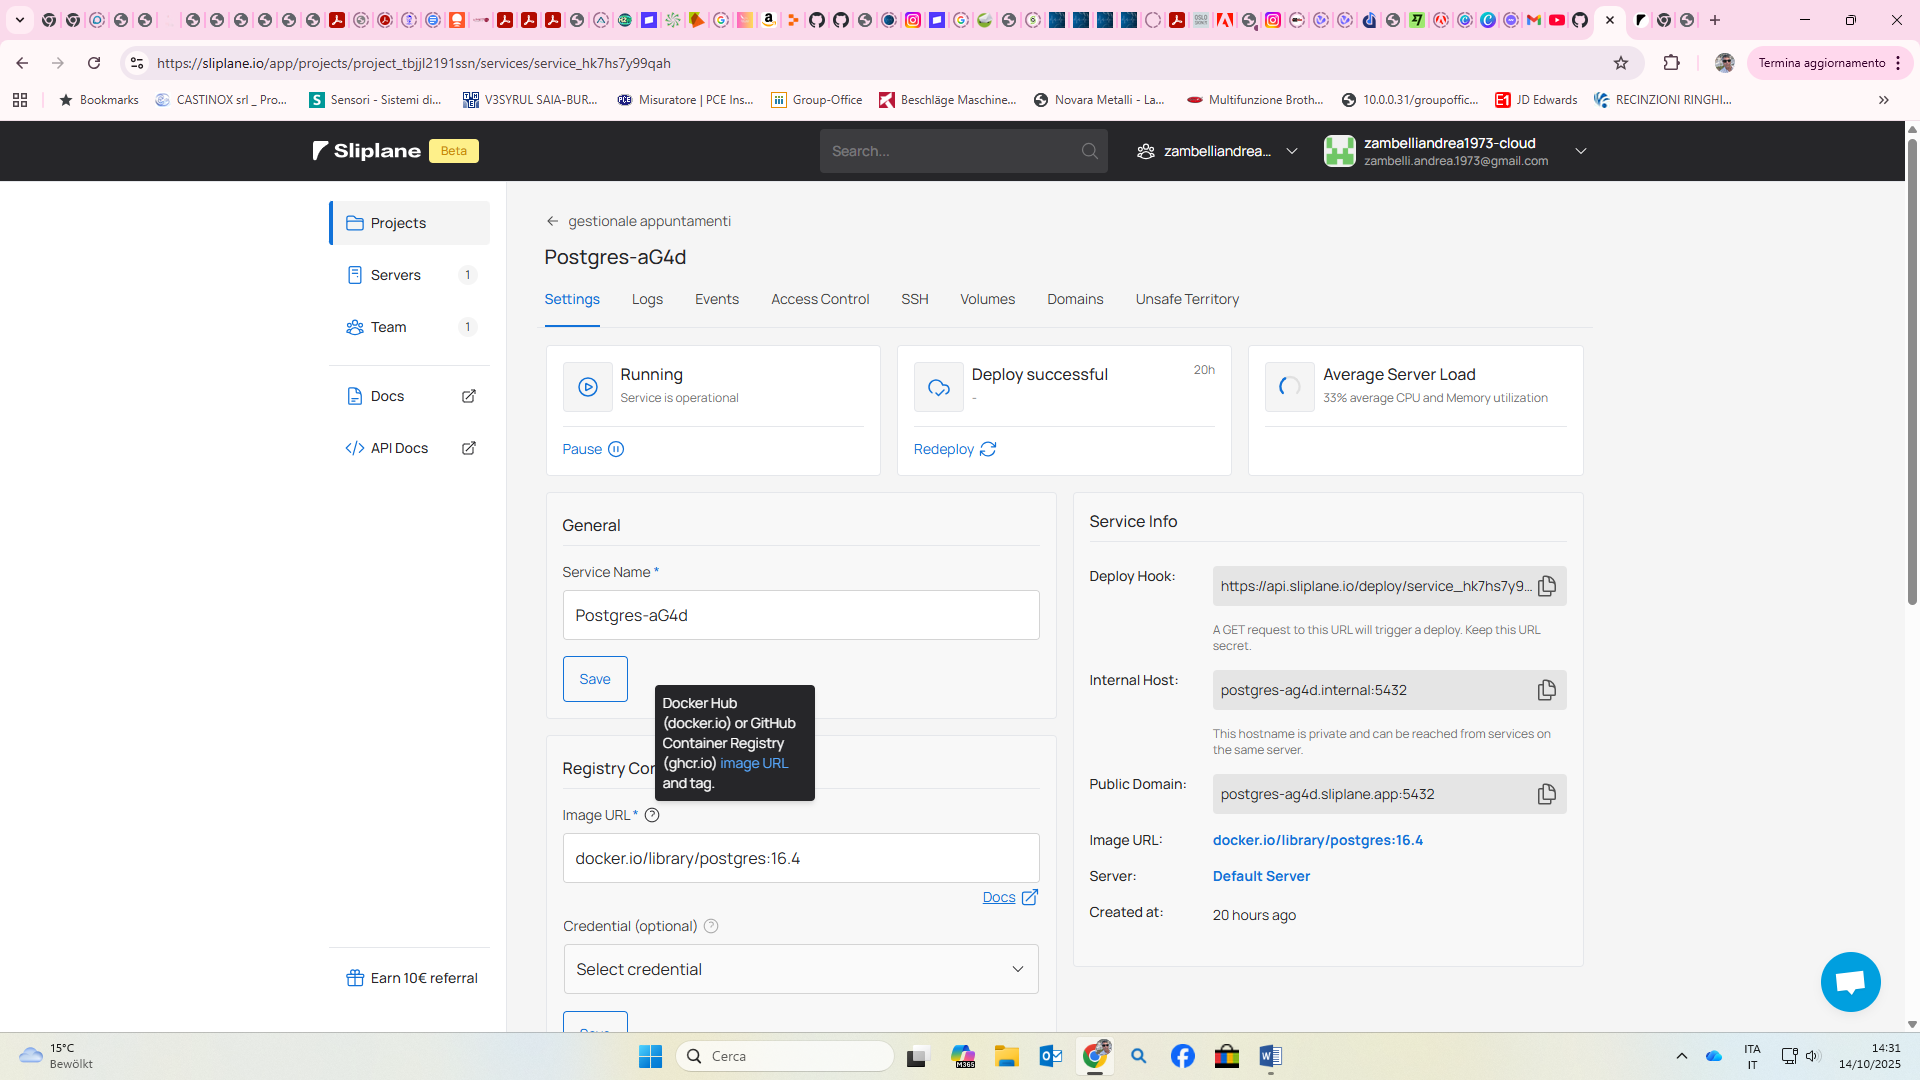 https://sliplane.io/app/projects/project_tbjjl2191ssn/services/service_hk7hs7y99qah
Termina aggiornamento
Bookmarks
CASTINOX srl _ Pro...
Sensori - Sistemi di...
V3SYRUL SAIA-BUR...
Misuratore | PCE Ins...
Group-Office
Beschläge Maschine...
Novara Metalli - La...
Multifunzione Broth...
10.0.0.31/groupoffic...
JD Edwards
RECINZIONI RINGHI...
Sliplane
Beta
Search...
zambelliandrea...
zambelliandrea1973-cloud
zambelli.andrea.1973@gmail.com
Projects
Servers 1
Team 1
Docs
API Docs
Earn 10€ referral
gestionale appuntamenti
Postgres-aG4d
Settings Logs Events Access Control SSH Volumes Domains Unsafe Territory
Running
Service is operational
Pause
Deploy successful
20h
-
Redeploy
Average Server Load
33% average CPU and Memory utilization
General
Service Name *
Postgres-aG4d
Save
Docker Hub
(docker.io) or GitHub
Container Registry
(ghcr.io) image URL
and tag.
Registry Con
Image URL *
docker.io/library/postgres:16.4
Docs
Credential (optional)
Select credential
Save
Service Info
Deploy Hook:
https://api.sliplane.io/deploy/service_hk7hs7y9...
A GET request to this URL will trigger a deploy. Keep this URL
secret.
Internal Host:
postgres-ag4d.internal:5432
This hostname is private and can be reached from services on
the same server.
Public Domain:
postgres-ag4d.sliplane.app:5432
Image URL:
docker.io/library/postgres:16.4
Server:
Default Server
Created at:
20 hours ago
15°C
Bewölkt
Cerca
ITA
IT
14:31
14/10/2025